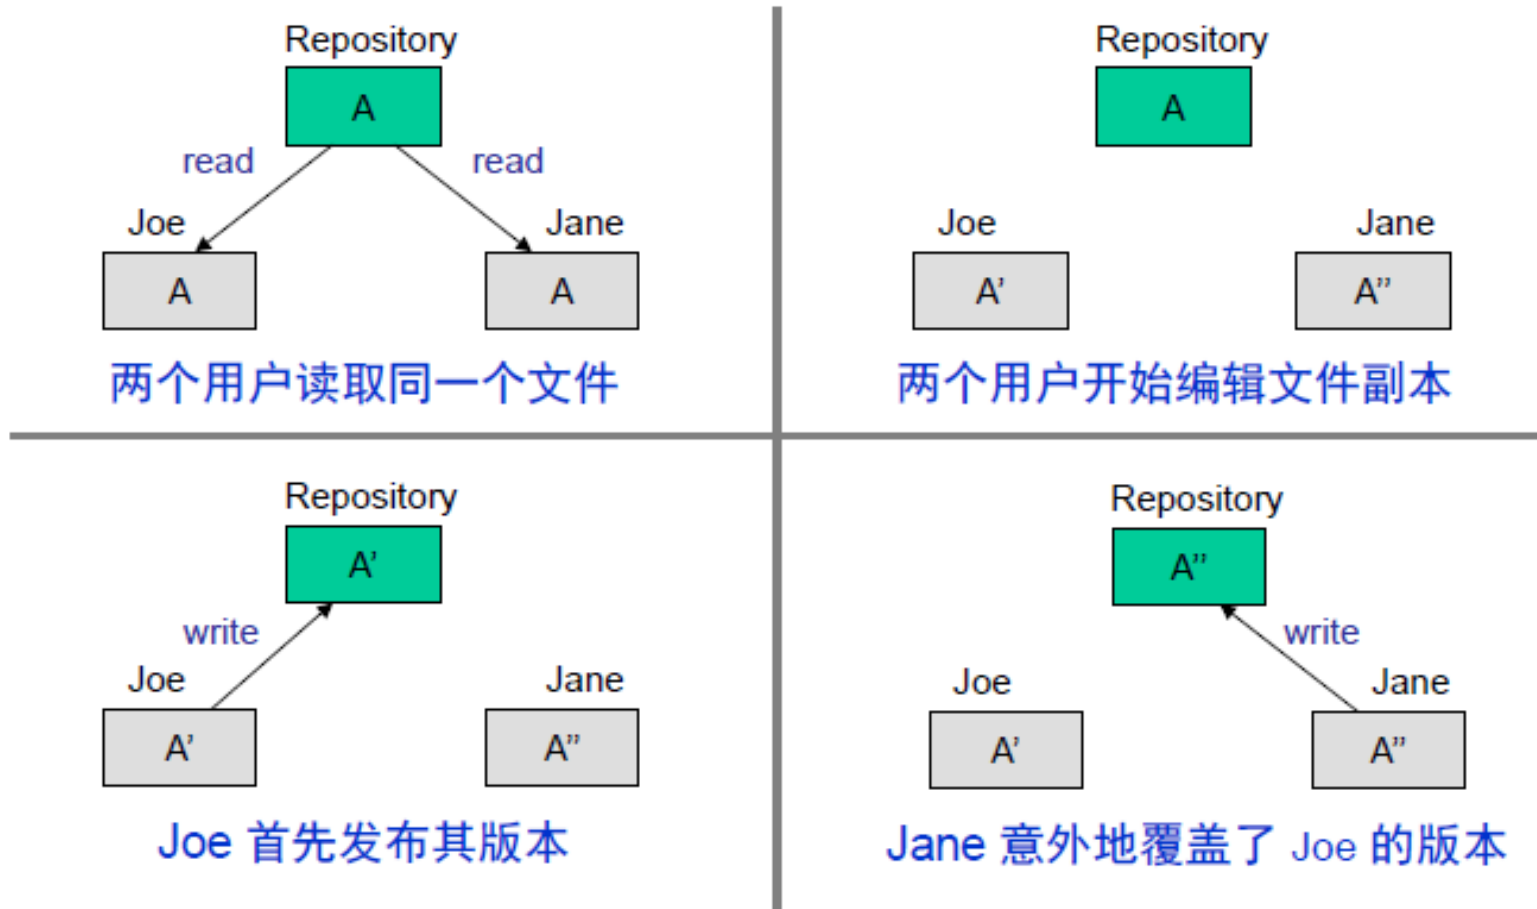 Repository
A
read read
Joe Jane
A A
两个用户读取同一个文件
Repository
A
Joe Jane
A’ A”
两个用户开始编辑文件副本
Repository
A’
write
Joe Jane
A’ A”
Joe 首先发布其版本
Repository
A”
write
Joe Jane
A’ A”
Jane 意外地覆盖了 Joe 的版本